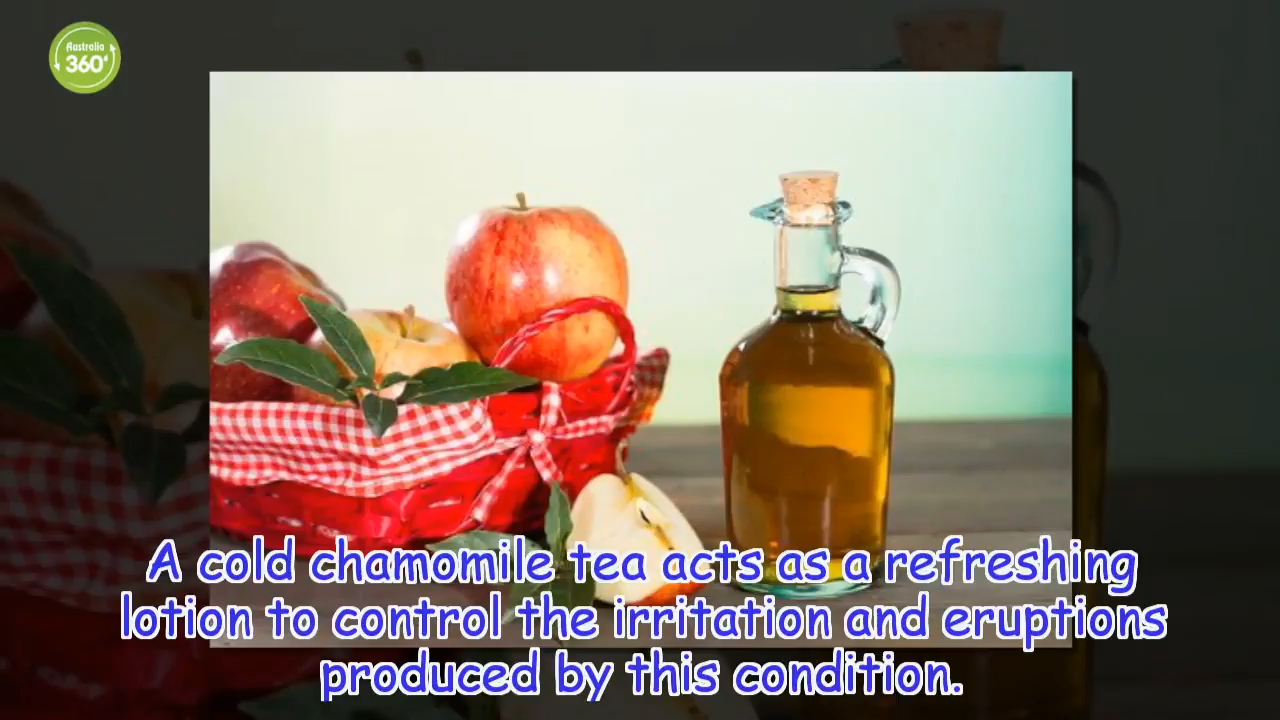 Australia
360°
A cold chamomile tea acts as a refreshing
lotion to control the irritation and eruptions
produced by this condition.